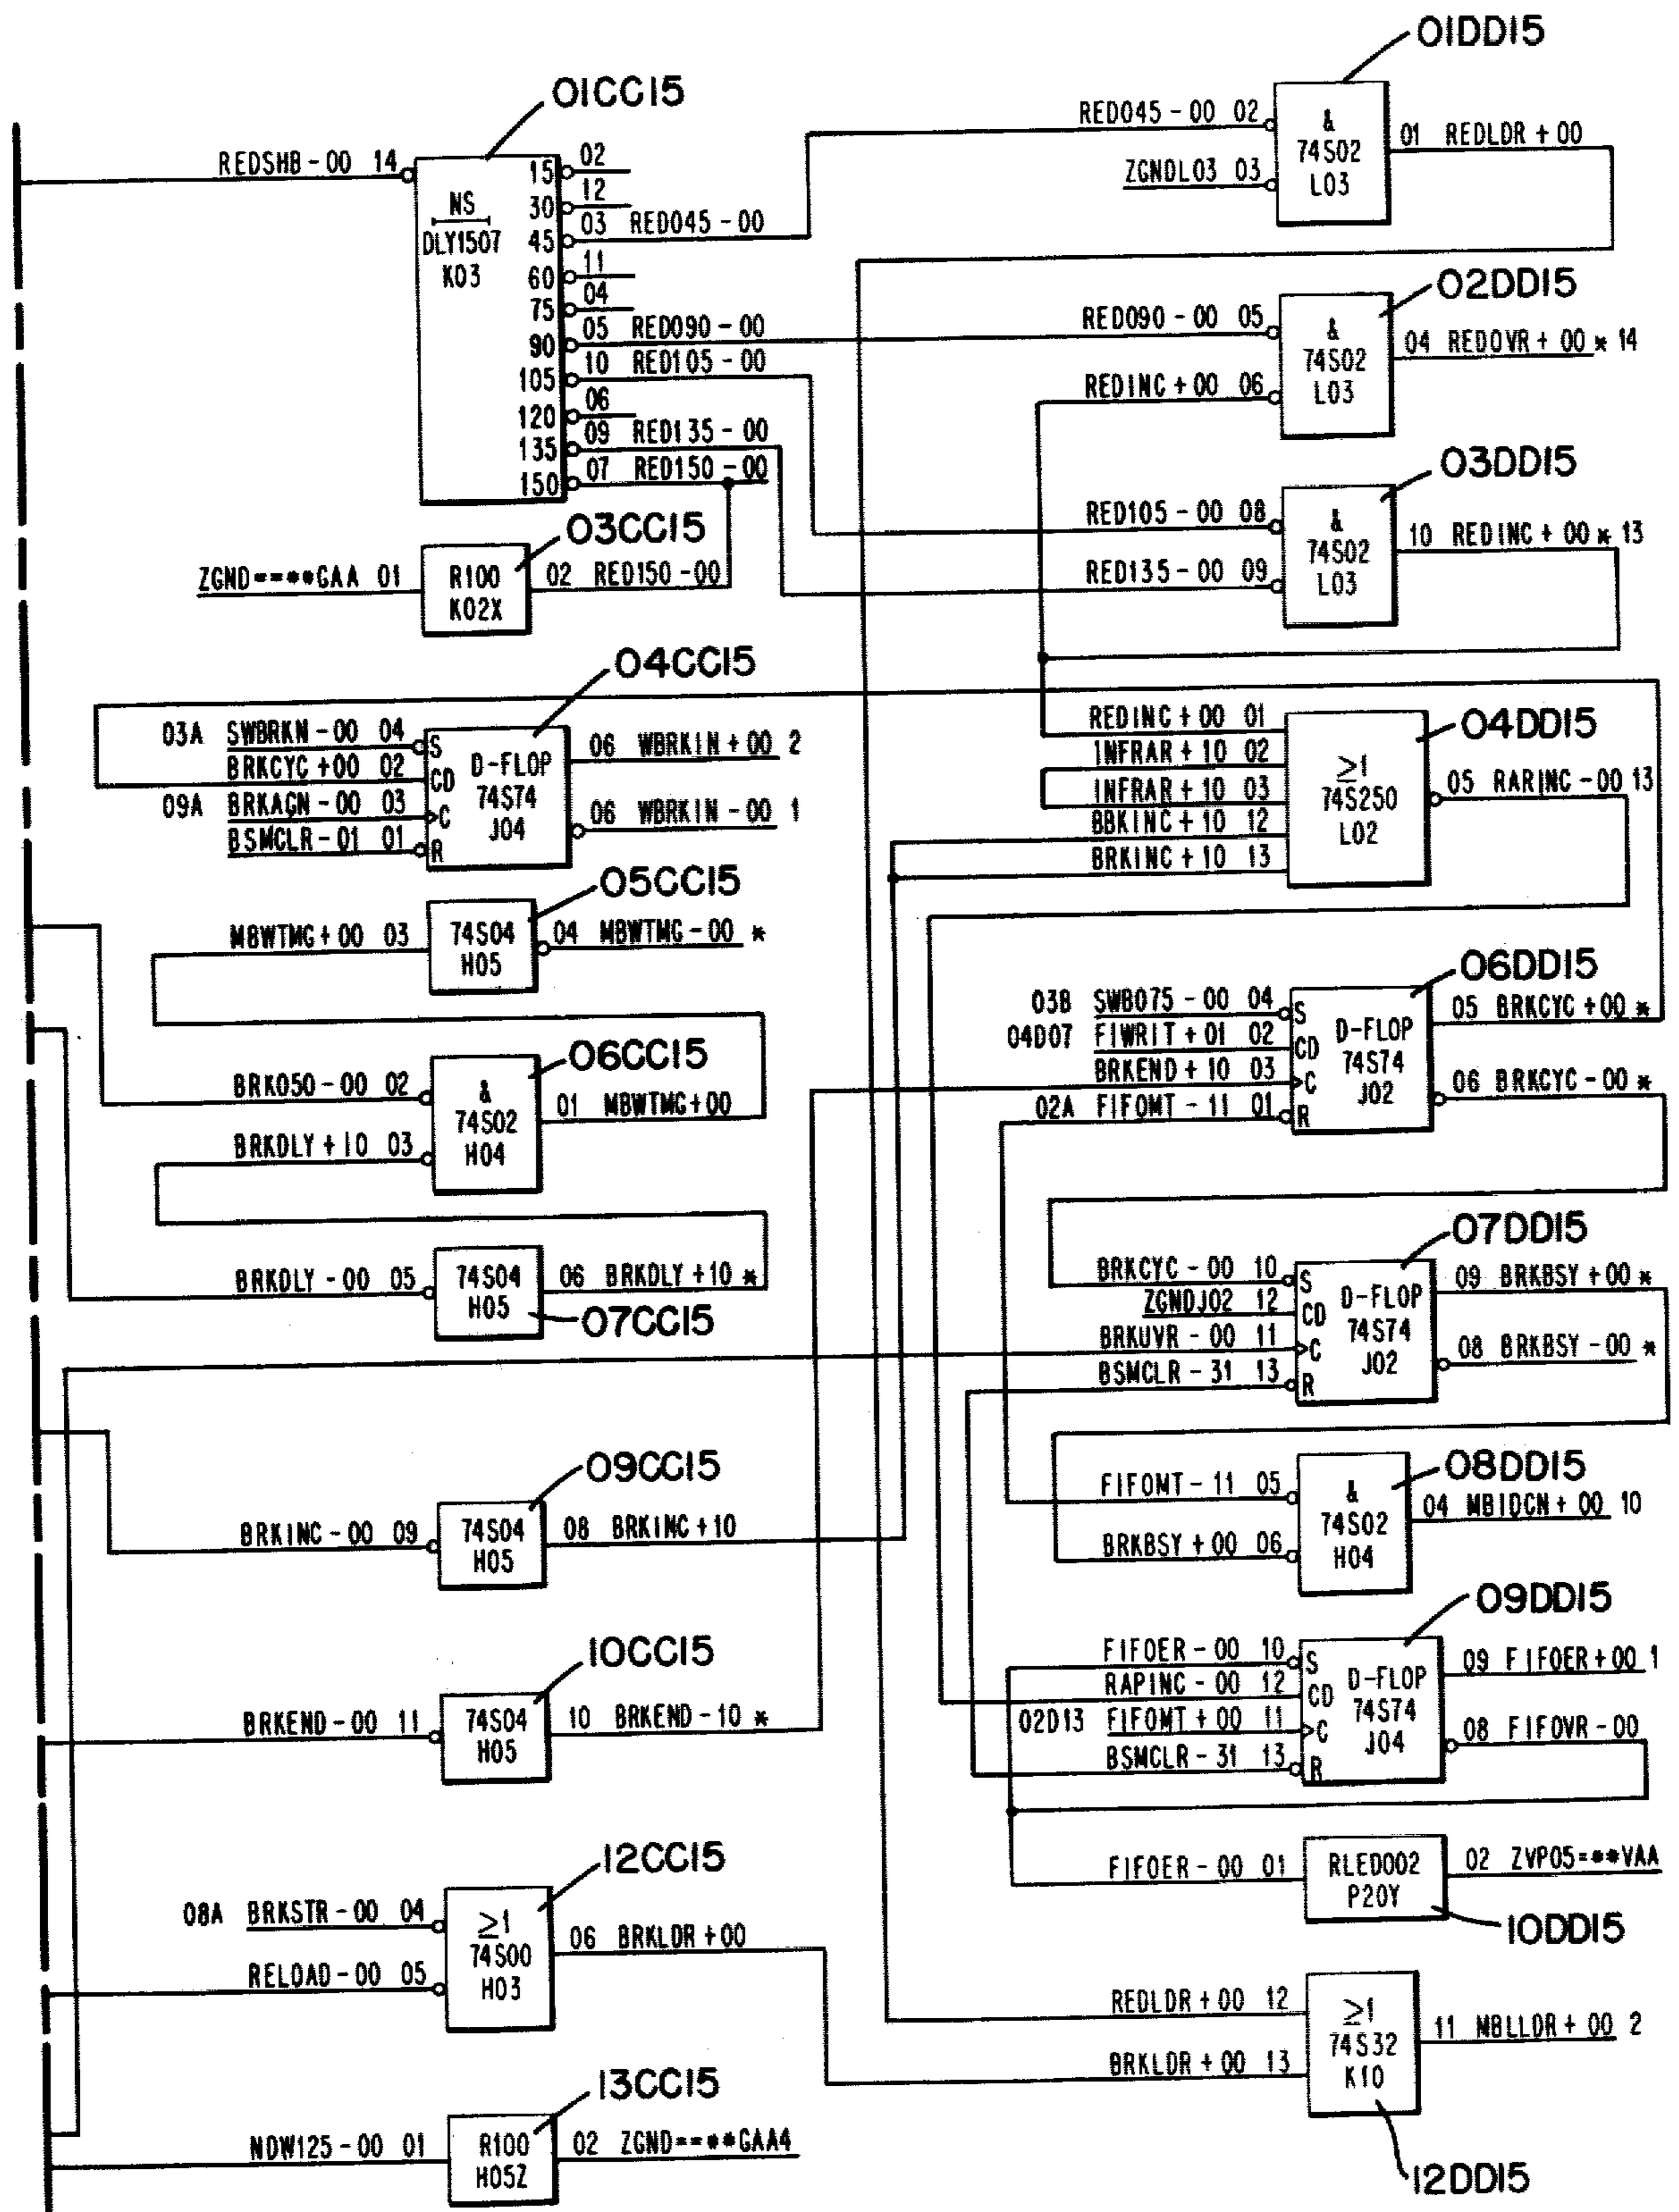 01CC15
REDSHB-00 14
NS
DLY1507
K03
15 02
30 12
45 03 RED045-00
60 11
75 04
90 05 RED090-00
105 10 RED105-00
120 06
135 09 RED135-00
150 07 RED150-00
03CC15
ZGND==**GAA 01
R100
K02X
02 RED150-00
04CC15
03A SWBRKN-00 04 S
BRKCYC+00 02 CD
09A BRKAGN-00 03 C
BSMCLR-01 01 R
D-FLOP
74S74
J04
06 WBRKIN+00 2
06 WBRKIN-00 1
05CC15
MBWTMG+00 03
74S04
H05
04 MBWTMG-00 *
06CC15
BRK050-00 02
BRKDLY+10 03
&
74S02
H04
01 MBWTMG+00
BRKDLY-00 05
74S04
H05
06 BRKDLY+10 *
07CC15
09CC15
BRKINC-00 09
74S04
H05
08 BRKINC+10
10CC15
BRKEND-00 11
74S04
H05
10 BRKEND-10 *
12CC15
08A BRKSTR-00 04
RELOAD-00 05
≥1
74S00
H03
06 BRKLDR+00
13CC15
NDW125-00 01
R100
H05Z
02 ZGND==**GAA4
01DD15
RED045-00 02
ZGNDL03 03
&
74S02
L03
01 REDLDR+00
02DD15
RED090-00 05
REDINC+00 06
&
74S02
L03
04 REDOVR+00 * 14
03DD15
RED105-00 08
RED135-00 09
&
74S02
L03
10 REDINC+00 * 13
04DD15
REDINC+00 01
INFRAR+10 02
INFRAR+10 03
BBKINC+10 12
BRKINC+10 13
≥1
74S250
L02
05 RARINC-00 13
06DD15
03B SWB075-00 04 S
04D07 FIWRIT+01 02 CD
BRKEND+10 03 C
02A FIFOMT-11 01 R
D-FLOP
74S74
J02
05 BRKCYC+00 *
06 BRKCYC-00 *
07DD15
BRKCYC-00 10 S
ZGNDJ02 12 CD
BRKUVR-00 11 C
BSMCLR-31 13 R
D-FLOP
74S74
J02
09 BRKBSY+00 *
08 BRKBSY-00 *
08DD15
FIFOMT-11 05
BRKBSY+00 06
&
74S02
H04
04 MBIDCN+00 10
09DD15
FIFOER-00 10 S
RAPINC-00 12 CD
02D13 FIFOMT+00 11 C
BSMCLR-31 13 R
D-FLOP
74S74
J04
09 FIFOER+00 1
08 FIFOVR-00
FIFOER-00 01
RLED002
P20Y
02 ZVP05=**VAA
10DD15
REDLDR+00 12
BRKLDR+00 13
≥1
74S32
K10
11 MBLLDR+00 2
12DD15